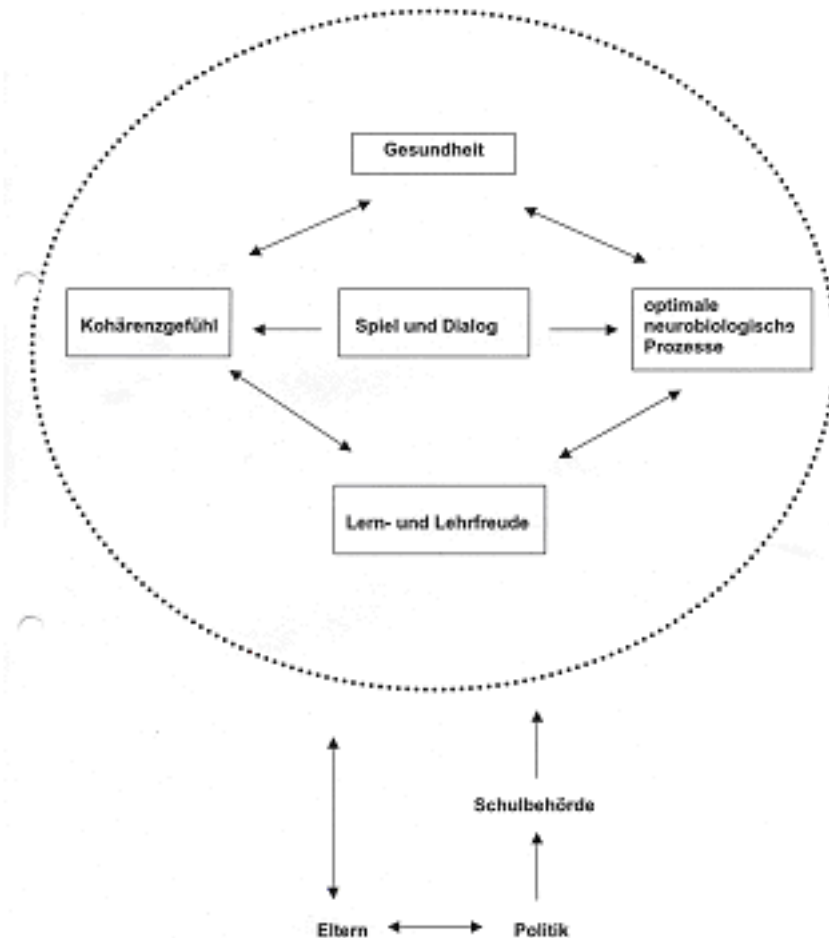 Gesundheit
Kohärenzgefühl
Spiel und Dialog
optimale
neurobiologische
Prozesse
Lern- und Lehrfreude
Schulbehörde
Eltern
Politik